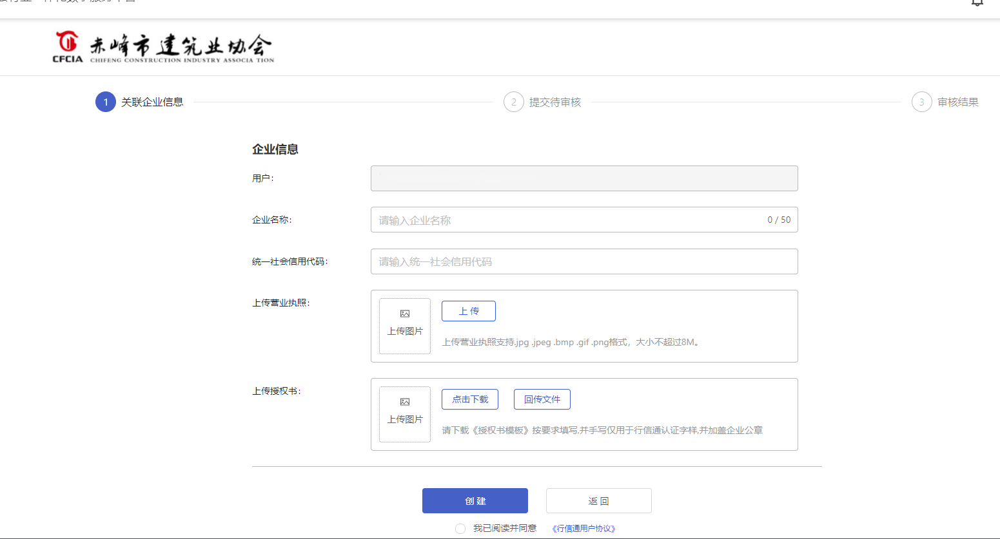 赤峰市建筑业协会
CFCIA CHIFENG CONSTRUCTION INDUSTRY ASSOCIA TION
1 关联企业信息 2 提交待审核 3 审核结果
企业信息
用户:
企业名称: 请输入企业名称 0 / 50
统一社会信用代码: 请输入统一社会信用代码
上传营业执照: 上传图片 上 传
上传营业执照支持.jpg .jpeg .bmp .gif .png格式，大小不超过8M。
上传授权书: 上传图片 点击下载 回传文件
请下载《授权书模板》按要求填写,并手写仅用于行信通认证字样,并加盖企业公章
创 建 返 回
我已阅读并同意 《行信通用户协议》